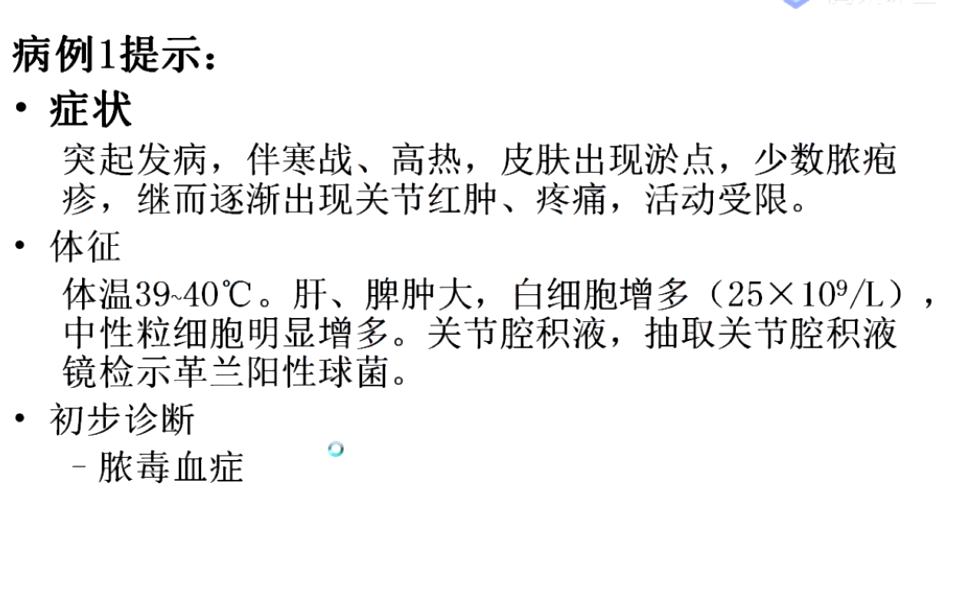 病例1提示：
• 症状
突起发病，伴寒战、高热，皮肤出现淤点，少数脓疱
疹，继而逐渐出现关节红肿、疼痛，活动受限。
• 体征
体温39~40℃。肝、脾肿大，白细胞增多（25×10⁹/L），
中性粒细胞明显增多。关节腔积液，抽取关节腔积液
镜检示革兰阳性球菌。
• 初步诊断
－脓毒血症